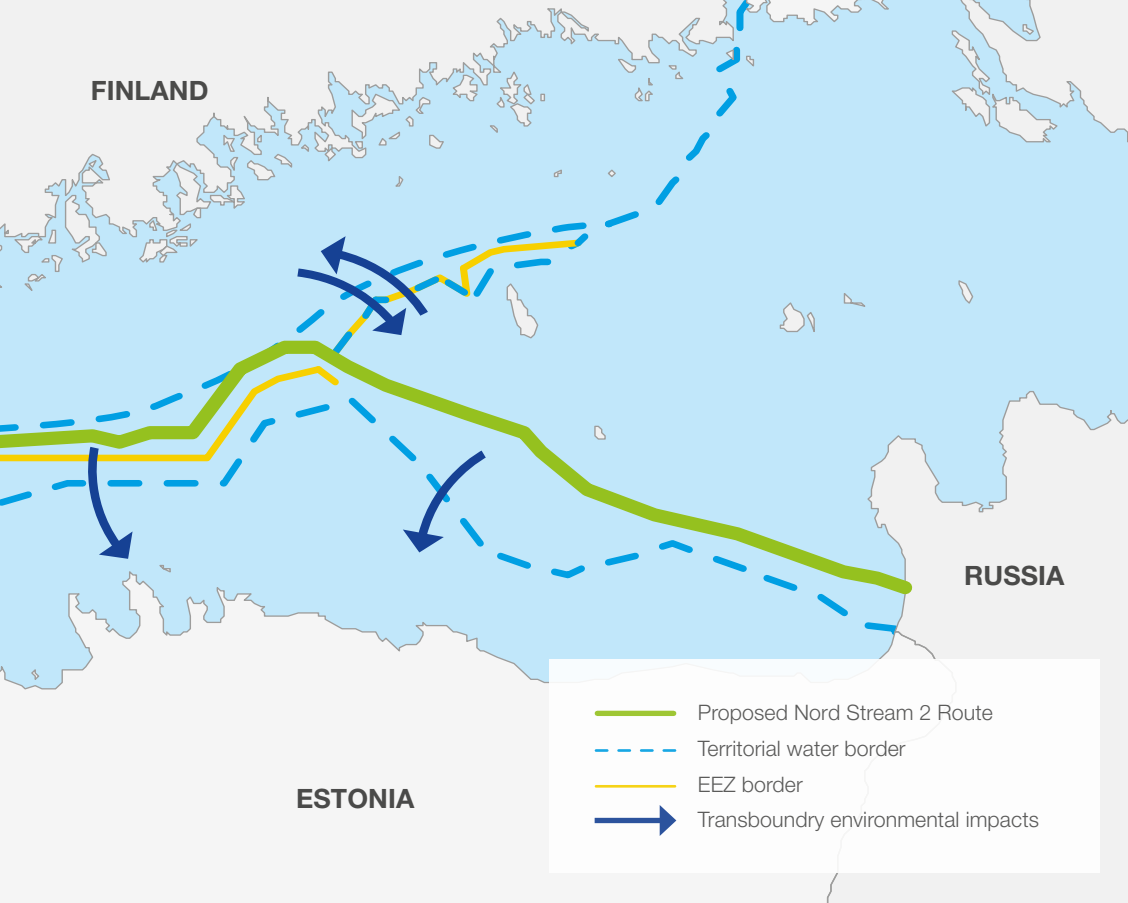 FINLAND
RUSSIA
ESTONIA
Proposed Nord Stream 2 Route
Territorial water border
EEZ border
Transboundry environmental impacts